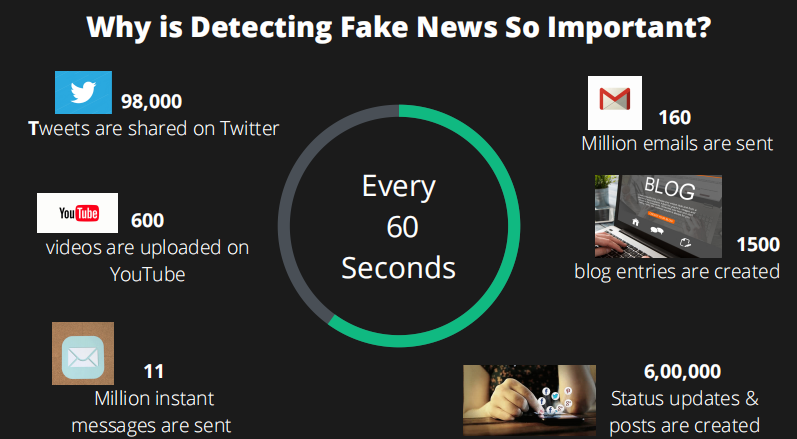 Why is Detecting Fake News So Important?
98,000
Tweets are shared on Twitter
YouTube
600
videos are uploaded on
YouTube
11
Million instant
messages are sent
Every
60
Seconds
160
Million emails are sent
BLOG
1500
blog entries are created
6,00,000
Status updates &
posts are created